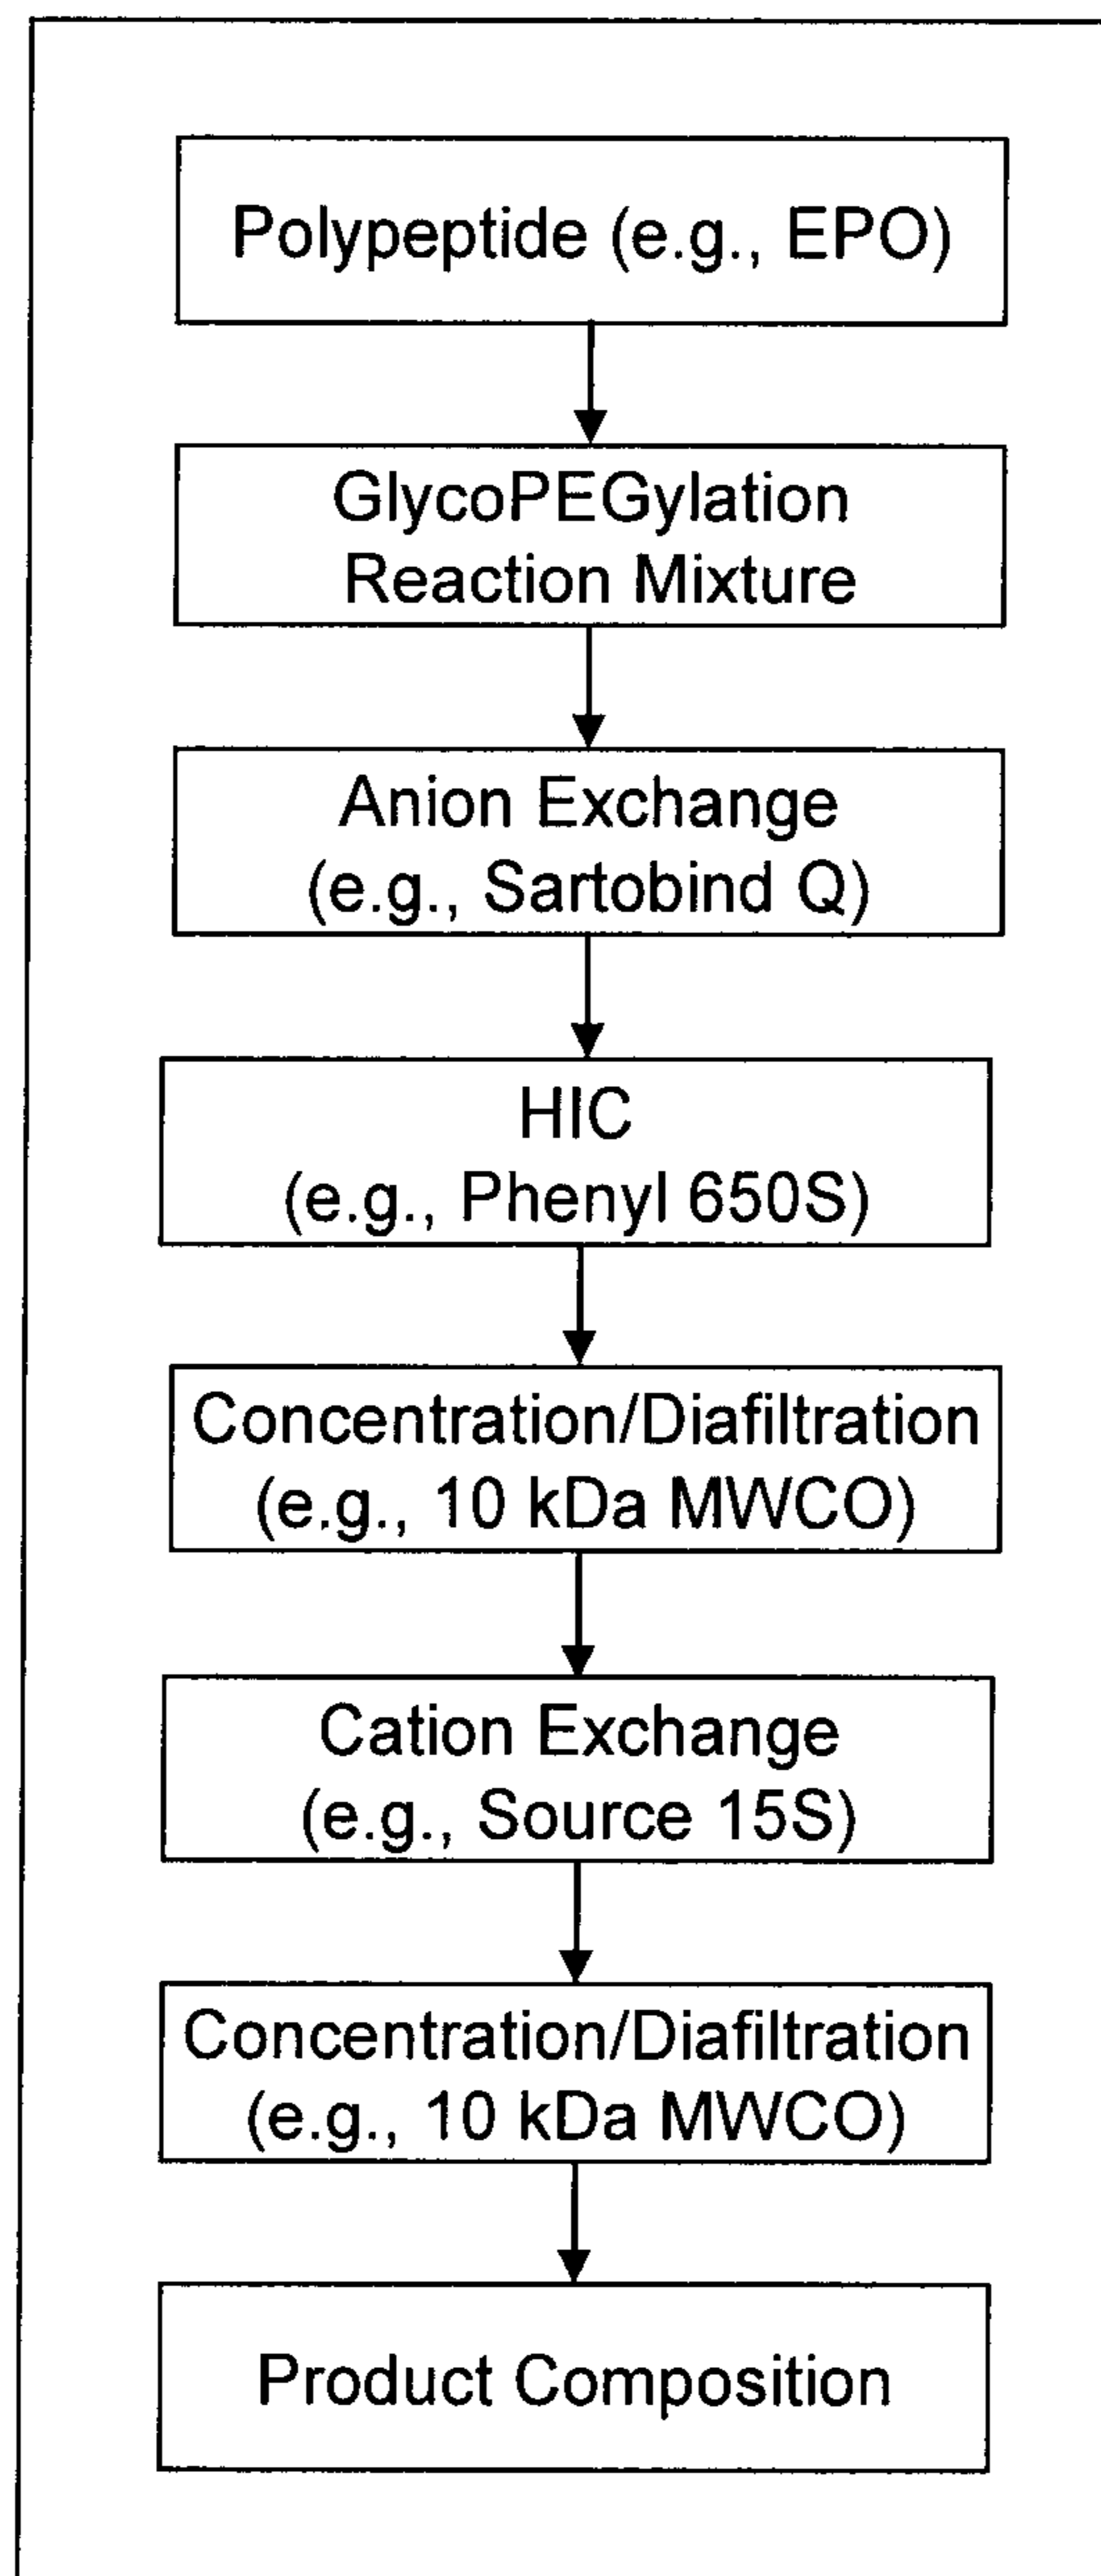 Polypeptide (e.g., EPO)
GlycoPEGylation
Reaction Mixture
Anion Exchange
(e.g., Sartobind Q)
HIC
(e.g., Phenyl 650S)
Concentration/Diafiltration
(e.g., 10 kDa MWCO)
Cation Exchange
(e.g., Source 15S)
Concentration/Diafiltration
(e.g., 10 kDa MWCO)
Product Composition